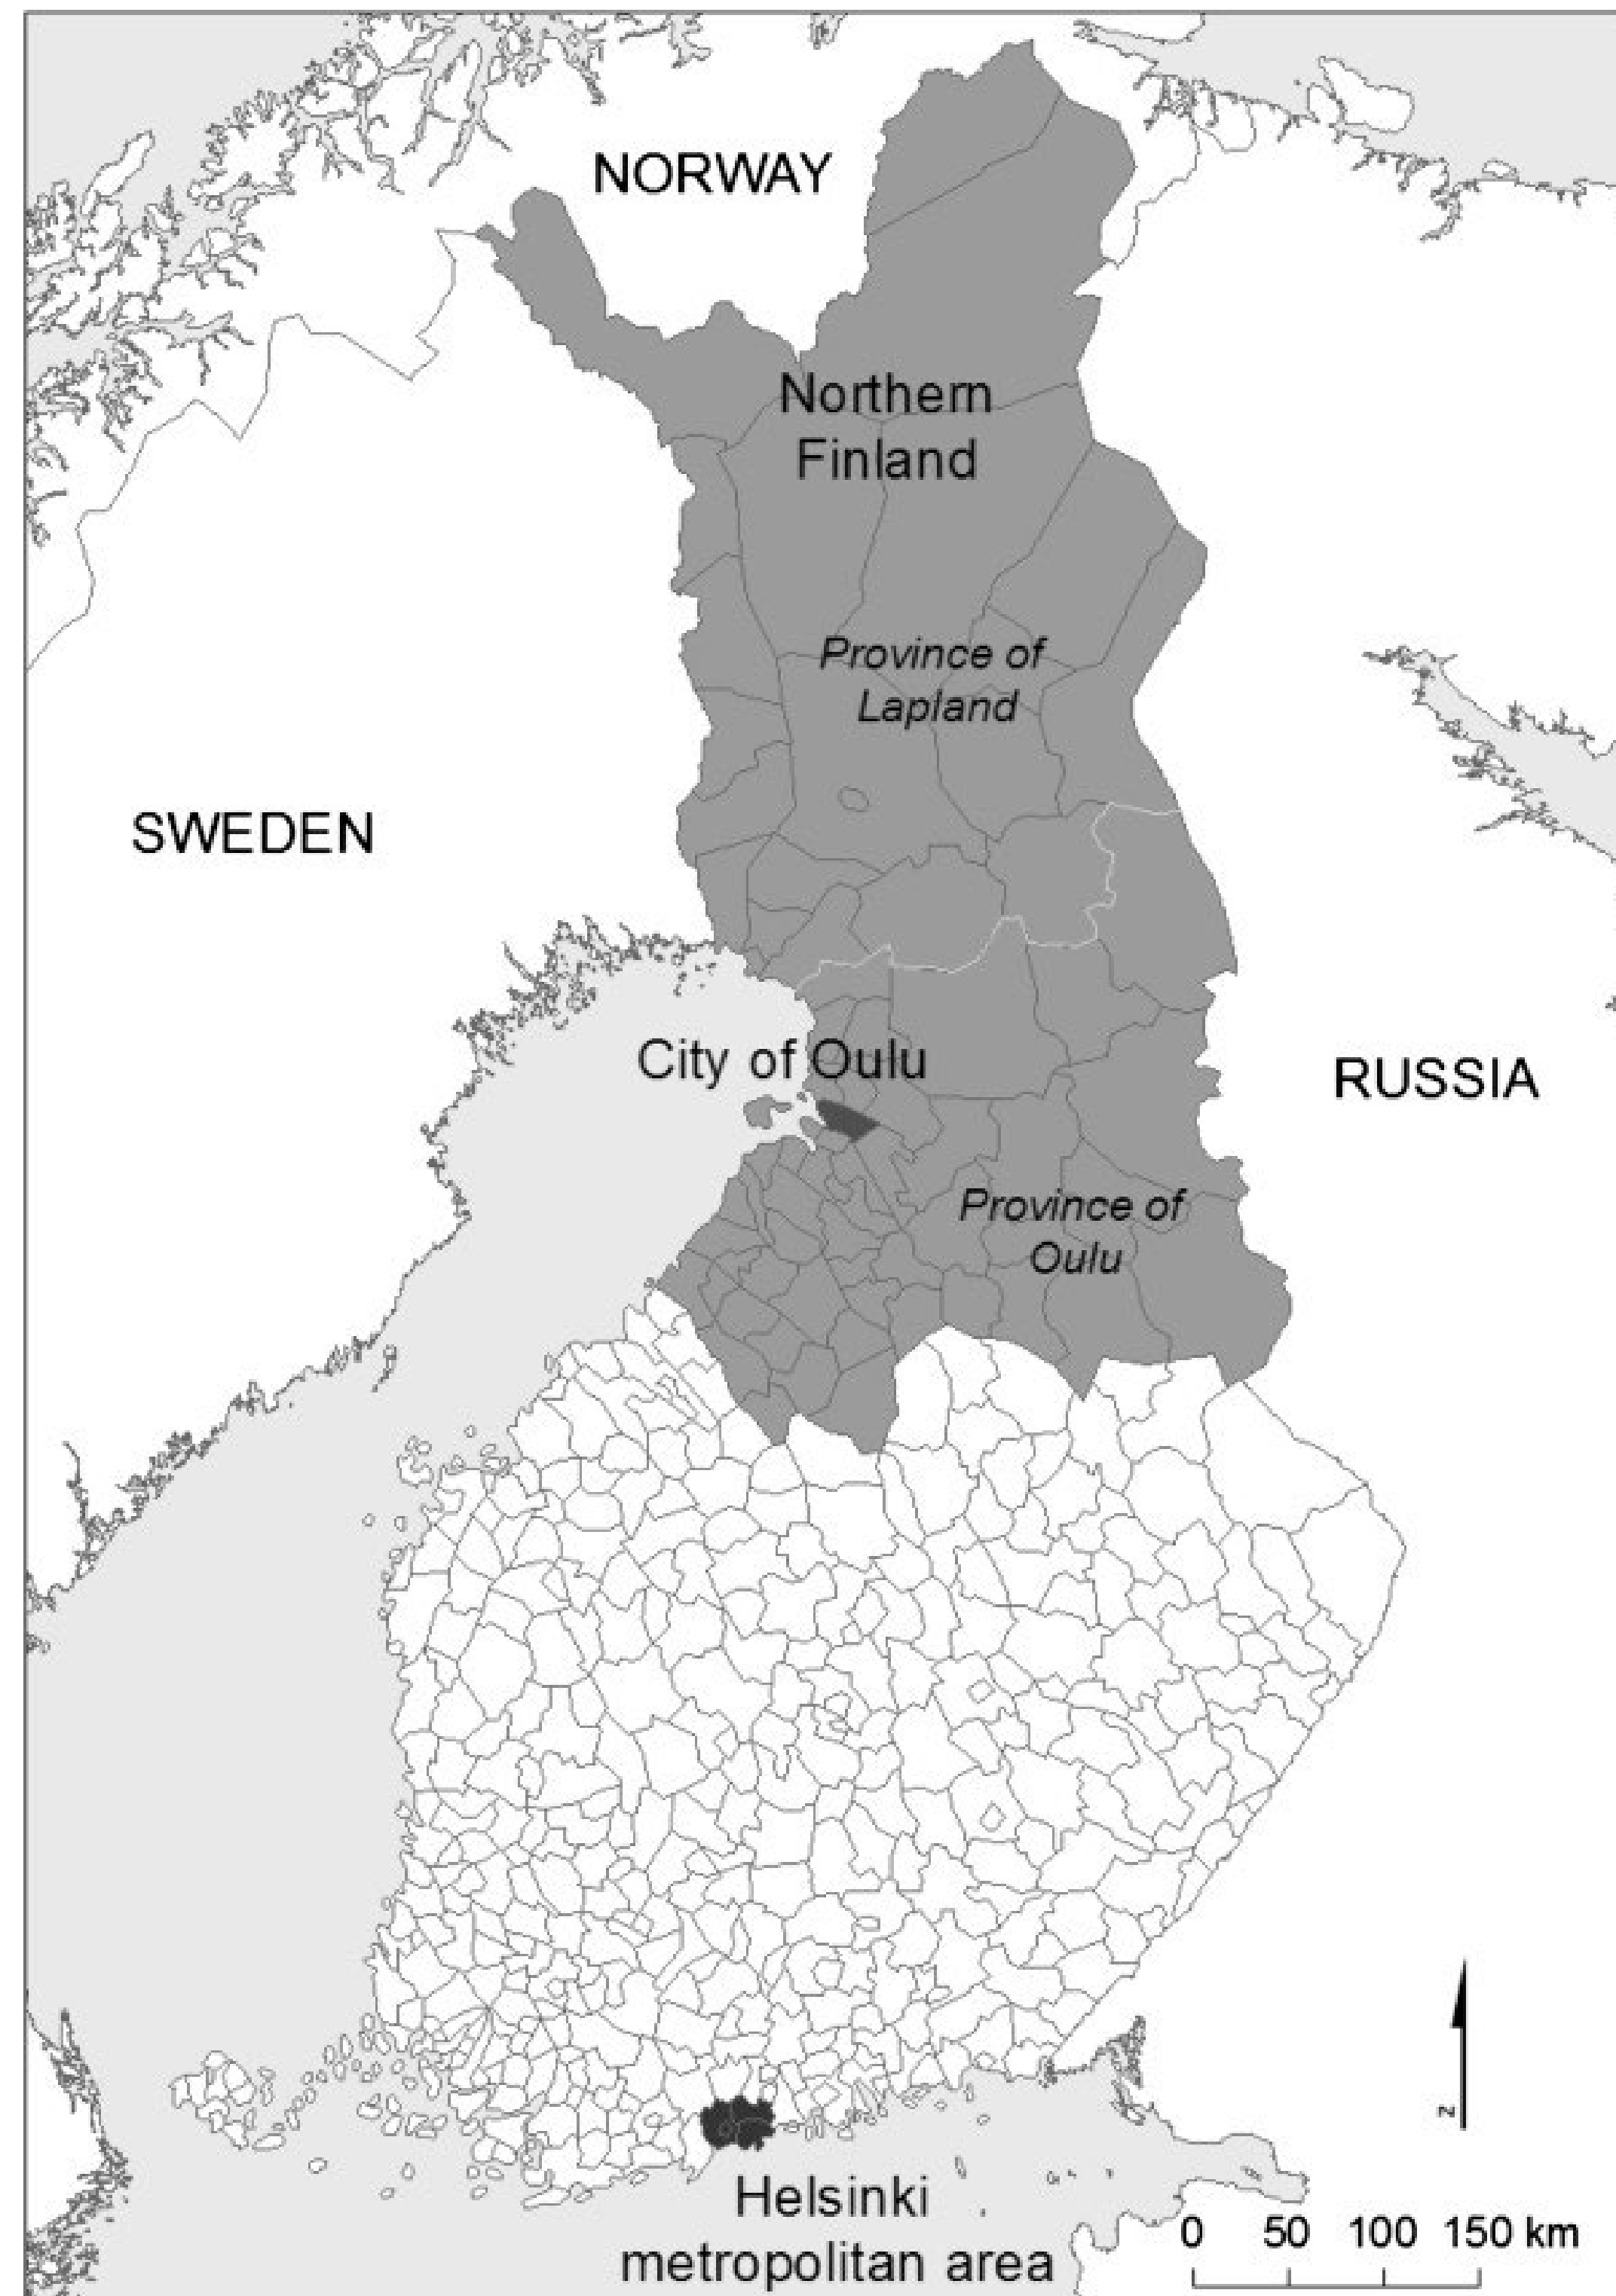 NORWAY
Northern
Finland
Province of
Lapland
SWEDEN
City of Oulu
RUSSIA
Province of
Oulu
N
Helsinki
metropolitan area
0 50 100 150 km